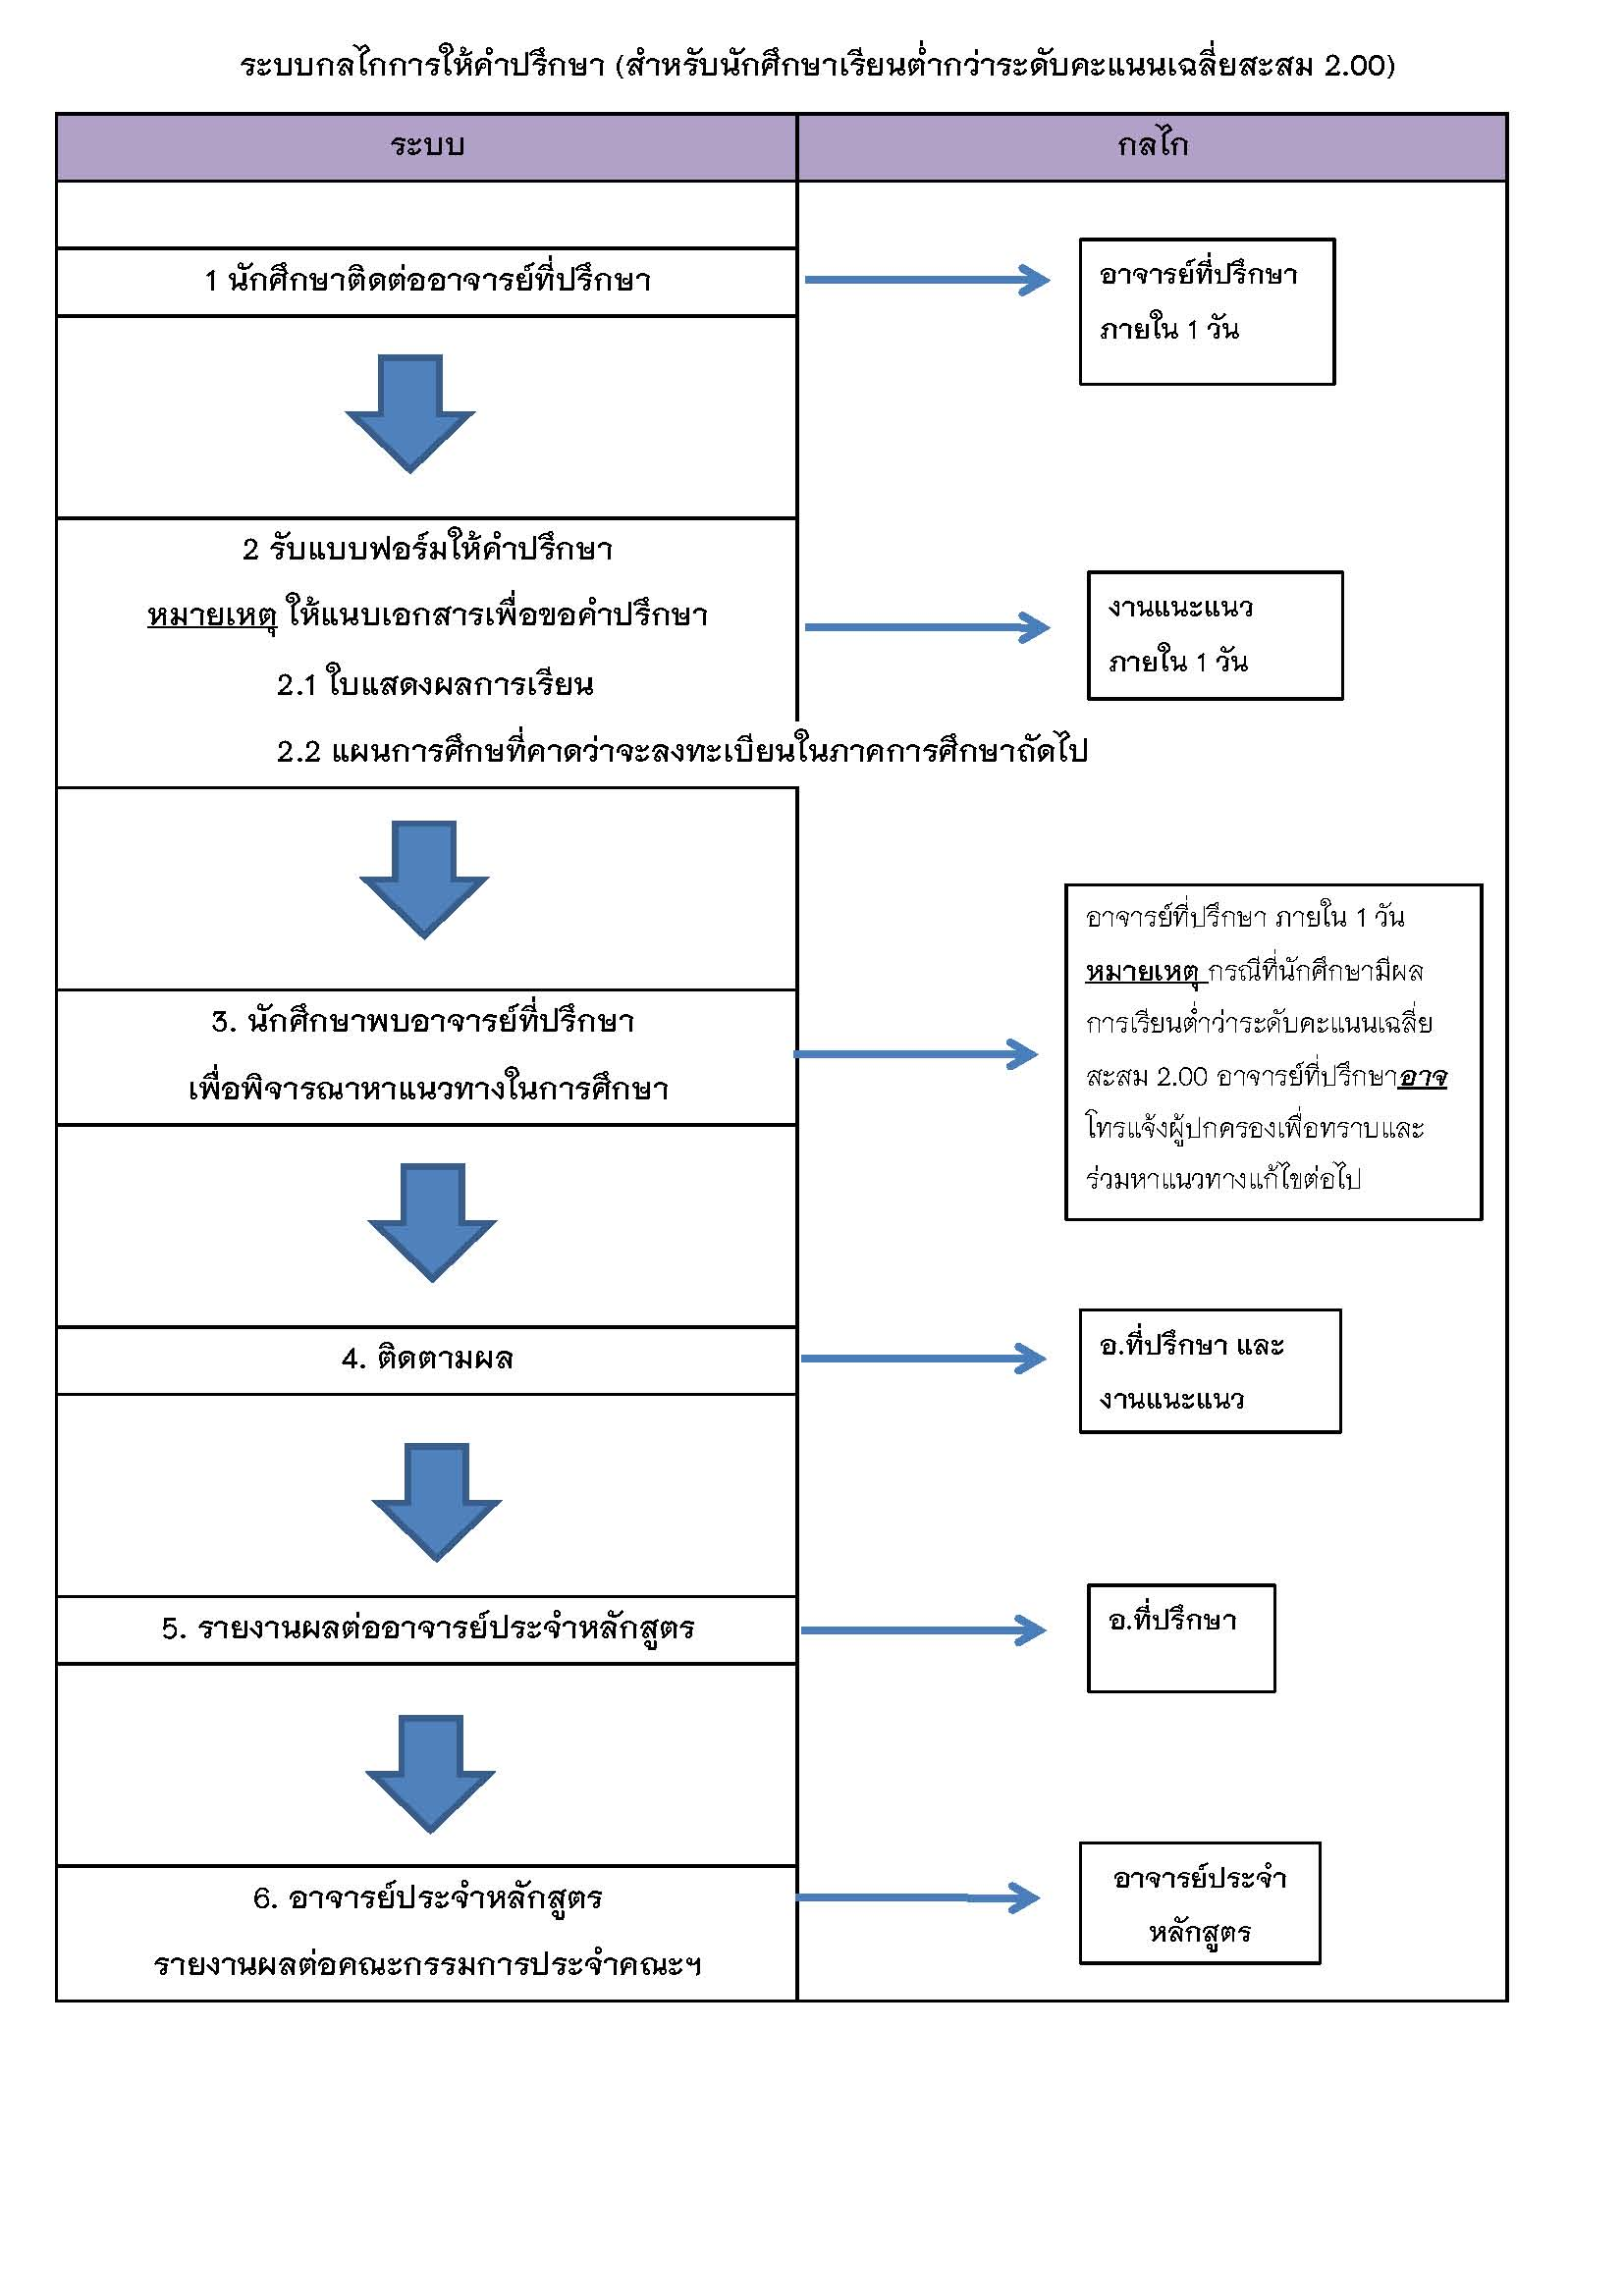 ระบบกลไกการให้คำปรึกษา (สำหรับนักศึกษาเรียนต่ำกว่าระดับคะแนนเฉลี่ยสะสม 2.00)
ระบบ
กลไก
1 นักศึกษาติดต่ออาจารย์ที่ปรึกษา
อาจารย์ที่ปรึกษา
ภายใน 1 วัน
2 รับแบบฟอร์มให้คำปรึกษา
หมายเหตุ ให้แนบเอกสารเพื่อขอคำปรึกษา
2.1 ใบแสดงผลการเรียน
2.2 แผนการศึกษที่คาดว่าจะลงทะเบียนในภาคการศึกษาถัดไป
งานแนะแนว
ภายใน 1 วัน
3. นักศึกษาพบอาจารย์ที่ปรึกษา
เพื่อพิจารณาหาแนวทางในการศึกษา
อาจารย์ที่ปรึกษา ภายใน 1 วัน
หมายเหตุ กรณีที่นักศึกษามีผล
การเรียนต่ำว่าระดับคะแนนเฉลี่ย
สะสม 2.00 อาจารย์ที่ปรึกษาอาจ
โทรแจ้งผู้ปกครองเพื่อทราบและ
ร่วมหาแนวทางแก้ไขต่อไป
4. ติดตามผล
อ.ที่ปรึกษา และ
งานแนะแนว
5. รายงานผลต่ออาจารย์ประจำหลักสูตร
อ.ที่ปรึกษา
6. อาจารย์ประจำหลักสูตร
รายงานผลต่อคณะกรรมการประจำคณะฯ
อาจารย์ประจำ
หลักสูตร